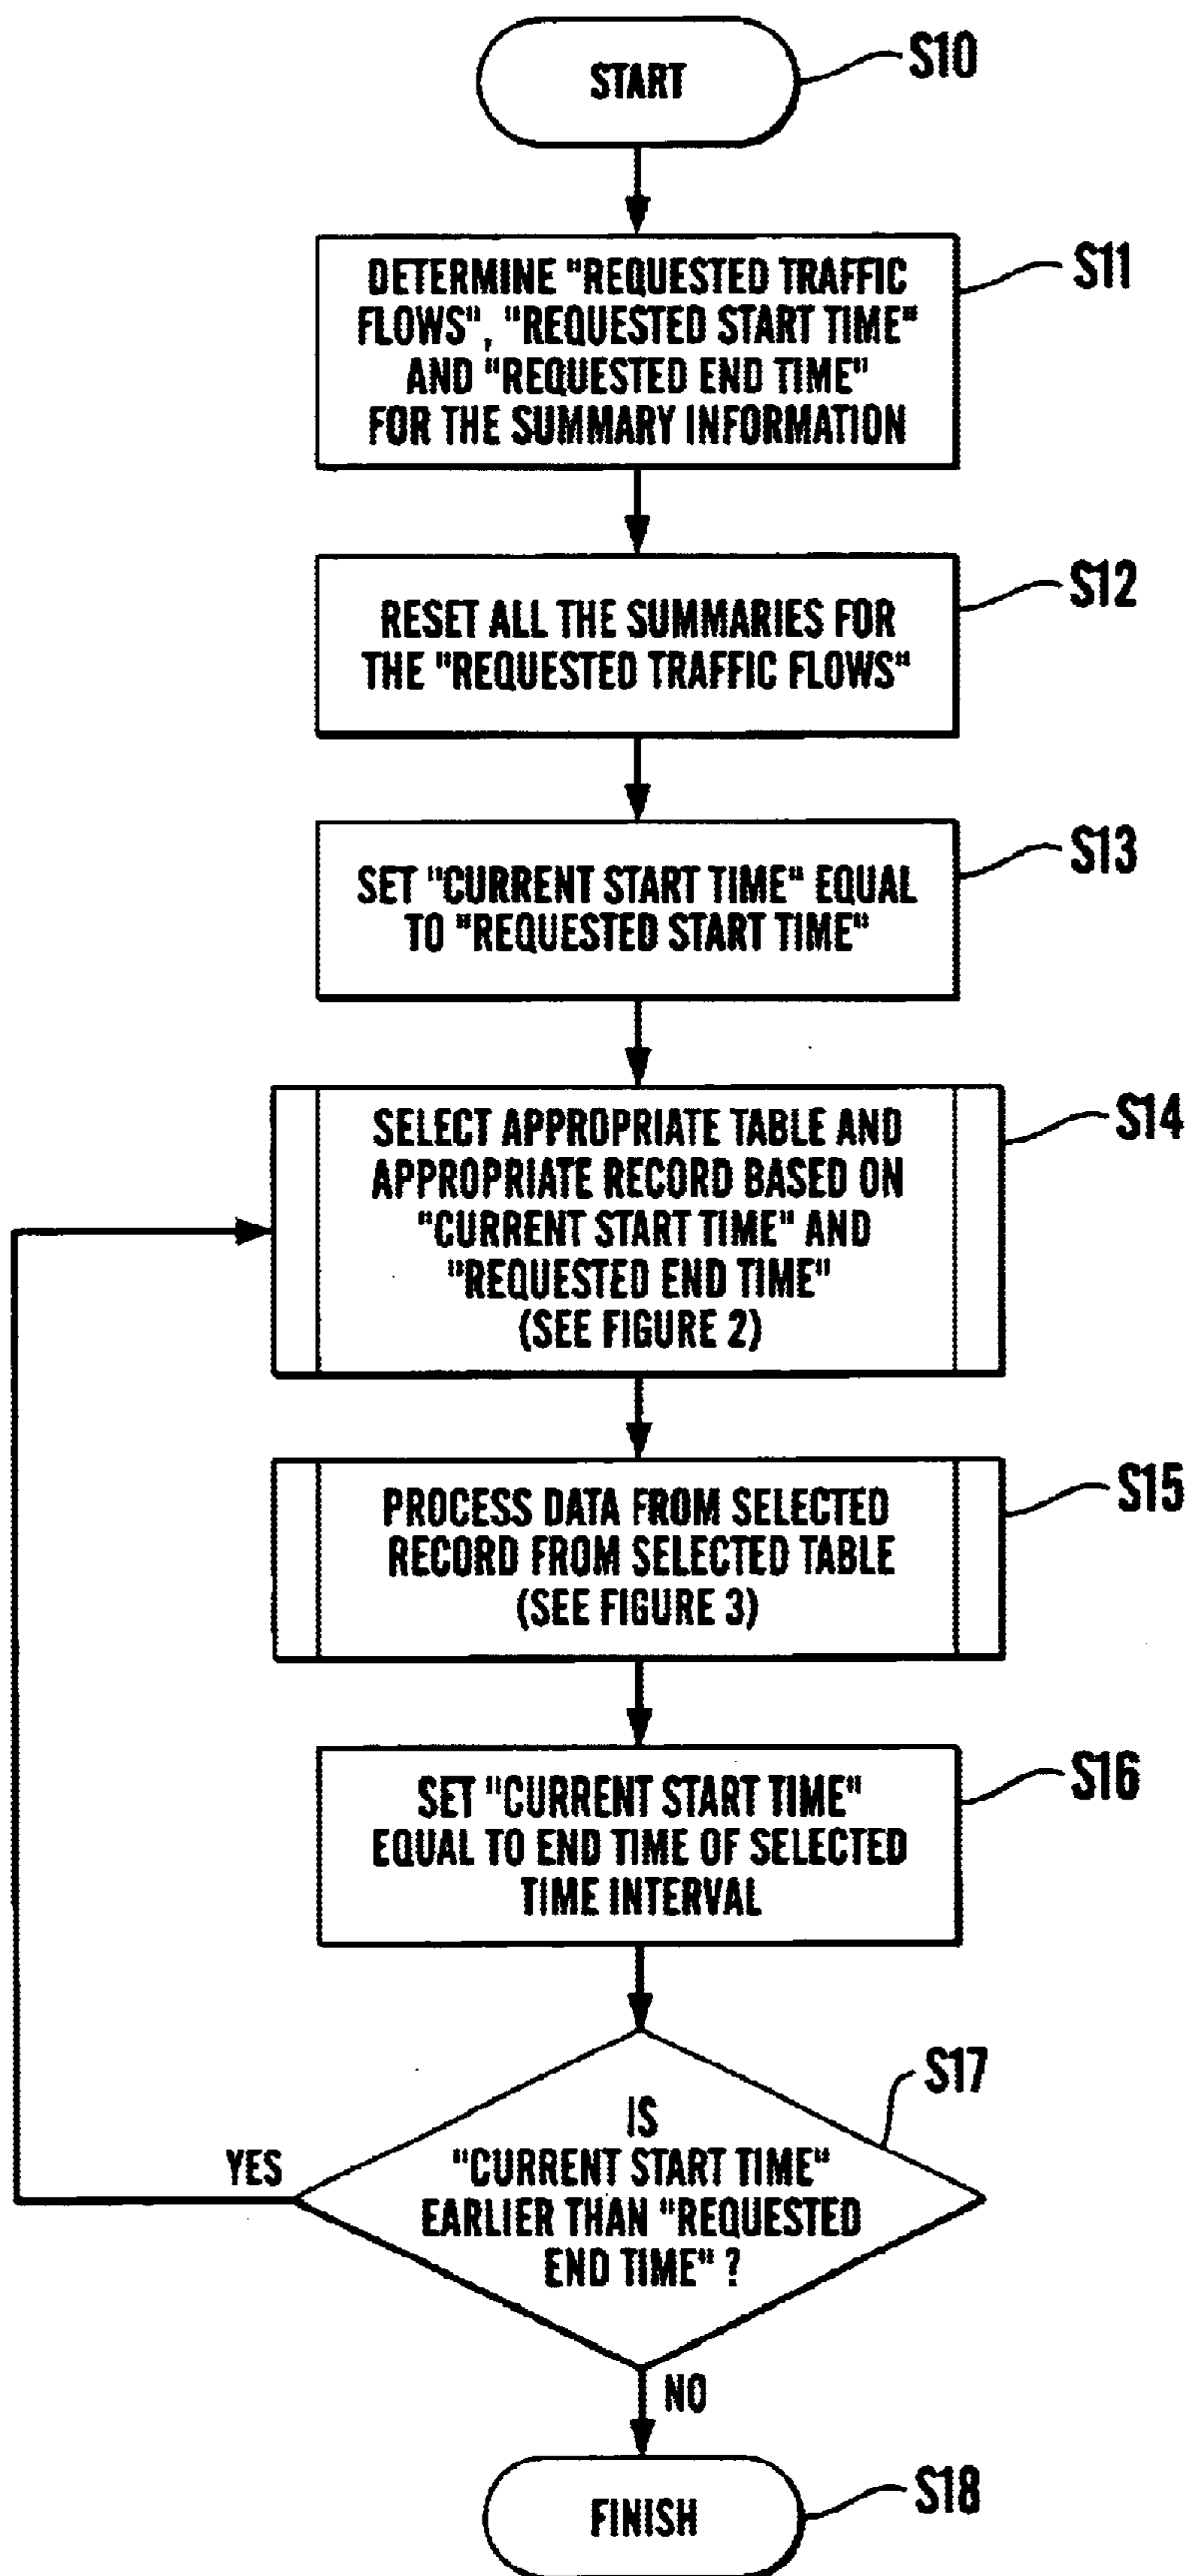 START
S10
DETERMINE "REQUESTED TRAFFIC
FLOWS", "REQUESTED START TIME"
AND "REQUESTED END TIME"
FOR THE SUMMARY INFORMATION
S11
RESET ALL THE SUMMARIES FOR
THE "REQUESTED TRAFFIC FLOWS"
S12
SET "CURRENT START TIME" EQUAL
TO "REQUESTED START TIME"
S13
SELECT APPROPRIATE TABLE AND
APPROPRIATE RECORD BASED ON
"CURRENT START TIME" AND
"REQUESTED END TIME"
(SEE FIGURE 2)
S14
PROCESS DATA FROM SELECTED
RECORD FROM SELECTED TABLE
(SEE FIGURE 3)
S15
SET "CURRENT START TIME"
EQUAL TO END TIME OF SELECTED
TIME INTERVAL
S16
IS
"CURRENT START TIME"
EARLIER THAN "REQUESTED
END TIME" ?
S17
YES
NO
FINISH
S18